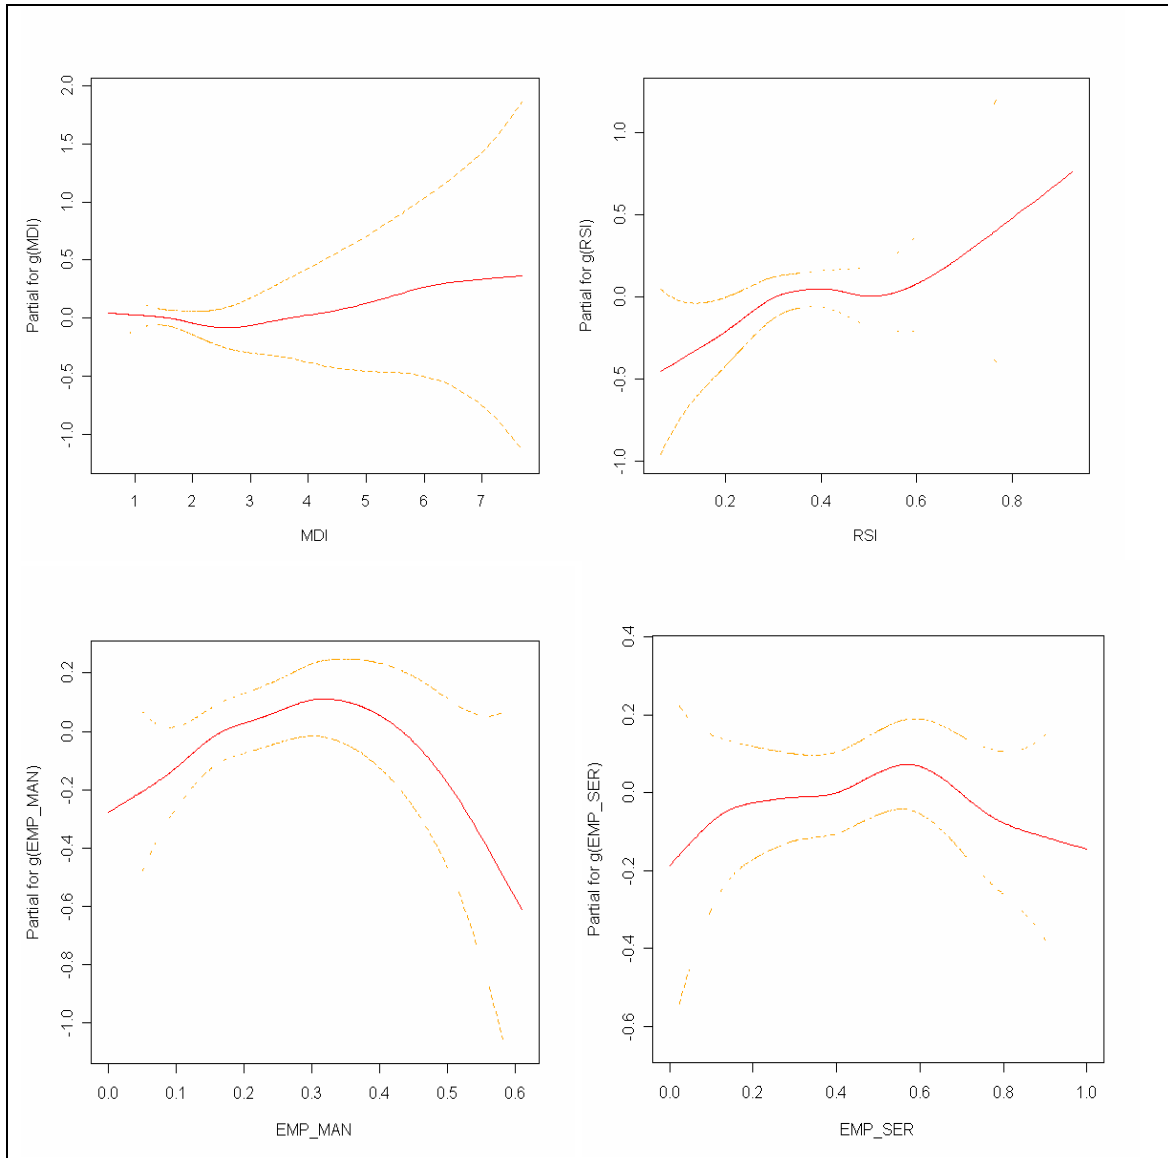 Partial for g(MDI)
2.0
1.5
1.0
0.5
0.0
-0.5
-1.0
1 2 3 4 5 6 7
MDI
Partial for g(RSI)
1.0
0.5
0.0
-0.5
-1.0
0.2 0.4 0.6 0.8
RSI
Partial for g(EMP_MAN)
0.2
0.0
-0.2
-0.4
-0.6
-0.8
-1.0
0.0 0.1 0.2 0.3 0.4 0.5 0.6
EMP_MAN
Partial for g(EMP_SER)
0.4
0.2
0.0
-0.2
-0.4
-0.6
0.0 0.2 0.4 0.6 0.8 1.0
EMP_SER